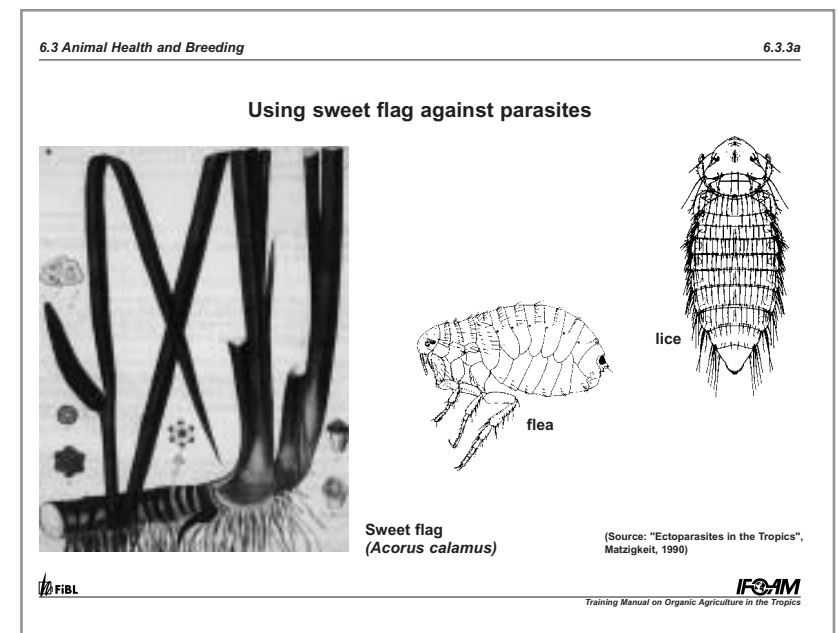 6.3 Animal Health and Breeding 6.3.3a
Using sweet flag against parasites
lice
flea
Sweet flag
(Acorus calamus)
(Source: "Ectoparasites in the Tropics",
Matzigkeit, 1990)
FiBL
IFOAM
Training Manual on Organic Agriculture in the Tropics